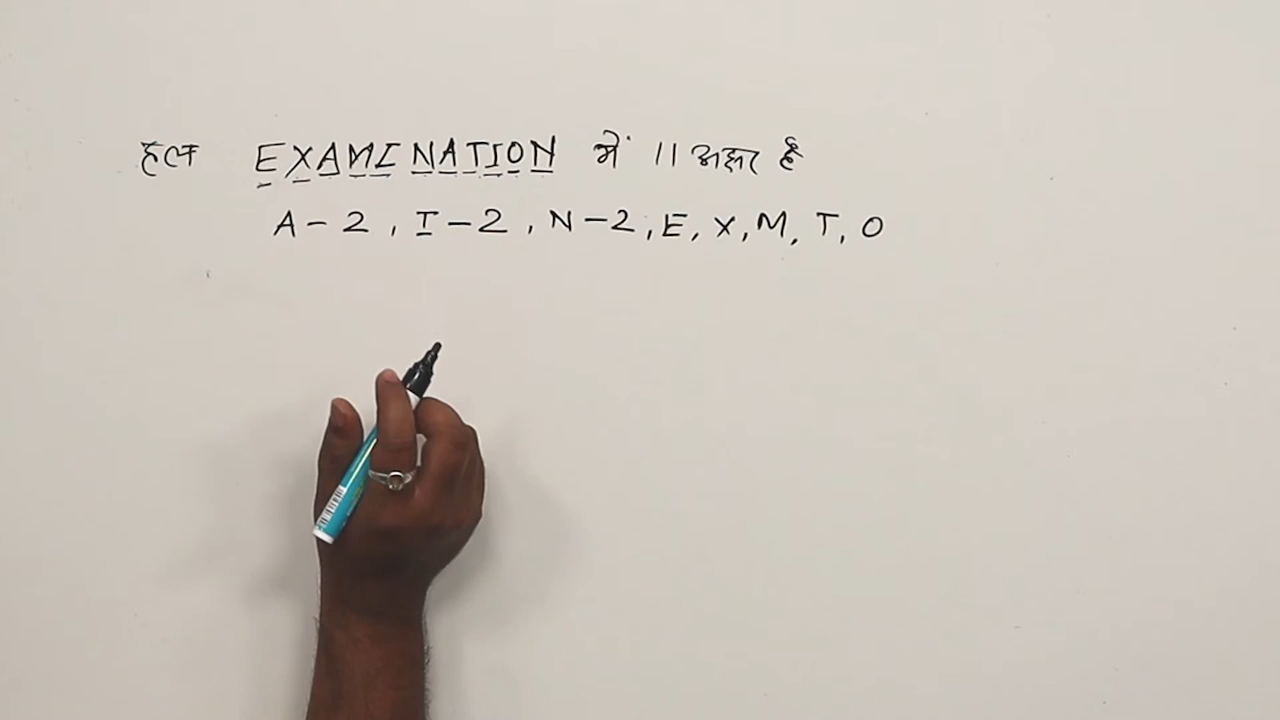 हल EXAMINATION में 11 अक्षर हैं
A-2, I-2, N-2, E, X, M, T, O